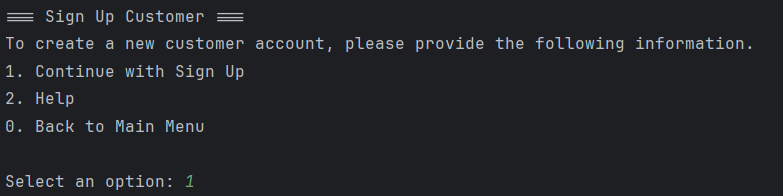 === Sign Up Customer ===
To create a new customer account, please provide the following information.
1. Continue with Sign Up
2. Help
0. Back to Main Menu
Select an option: 1